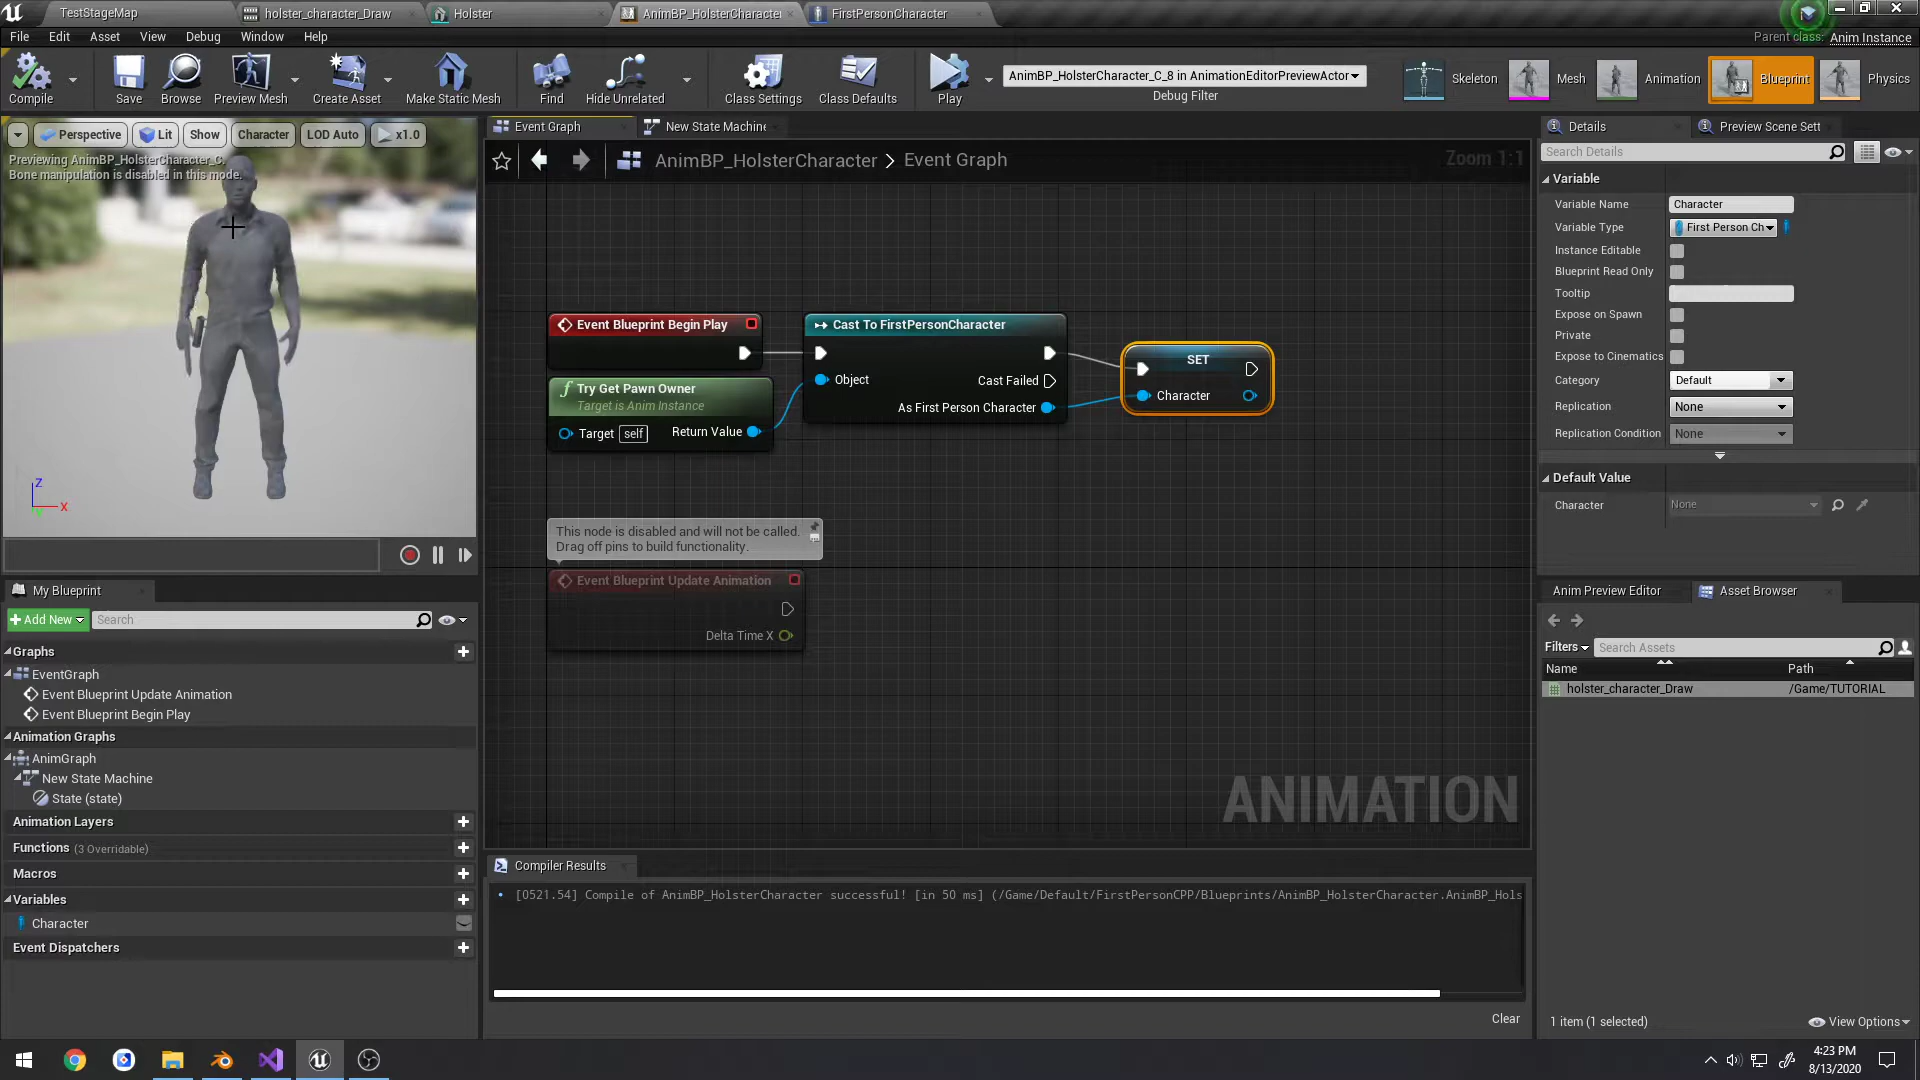 TestStageMap
holster_character_Draw
Holster
AnimBP_HolsterCharacter
FirstPersonCharacter
File
Edit
Asset
View
Debug
Window
Help
Parent class:
Anim Instance
Compile
Save
Browse
Preview Mesh
Create Asset
Make Static Mesh
Find
Hide Unrelated
Class Settings
Class Defaults
Play
AnimBP_HolsterCharacter_C_8 in AnimationEditorPreviewActor
Debug Filter
Skeleton
Mesh
Animation
Blueprint
Physics
Perspective
Lit
Show
Character
LOD Auto
x1.0
Previewing AnimBP_HolsterCharacter_C.
Bone manipulation is disabled in this mode.
Z
X
Y
Event Graph
New State Machine
AnimBP_HolsterCharacter > Event Graph
Zoom 1:1
Event Blueprint Begin Play
Try Get Pawn Owner
Target is Anim Instance
Target
self
Return Value
Cast To FirstPersonCharacter
Object
Cast Failed
As First Person Character
SET
Character
This node is disabled and will not be called.
Drag off pins to build functionality.
Event Blueprint Update Animation
Delta Time X
ANIMATION
Compiler Results
[0521.54] Compile of AnimBP_HolsterCharacter successful! [in 50 ms] (/Game/Default/FirstPersonCPP/Blueprints/AnimBP_HolsterCharacter.AnimBP_Hols
Clear
My Blueprint
Add New
Search
Graphs
EventGraph
Event Blueprint Update Animation
Event Blueprint Begin Play
Animation Graphs
AnimGraph
New State Machine
State (state)
Animation Layers
Functions (3 Overridable)
Macros
Variables
Character
Event Dispatchers
Details
Preview Scene Sett
Search Details
Variable
Variable Name
Character
Variable Type
First Person Ch
Instance Editable
Blueprint Read Only
Tooltip
Expose on Spawn
Private
Expose to Cinematics
Category
Default
Replication
None
Replication Condition
None
Default Value
Character
None
Anim Preview Editor
Asset Browser
Filters
Search Assets
Name
Path
holster_character_Draw
/Game/TUTORIAL
1 item (1 selected)
View Options
4:23 PM
8/13/2020